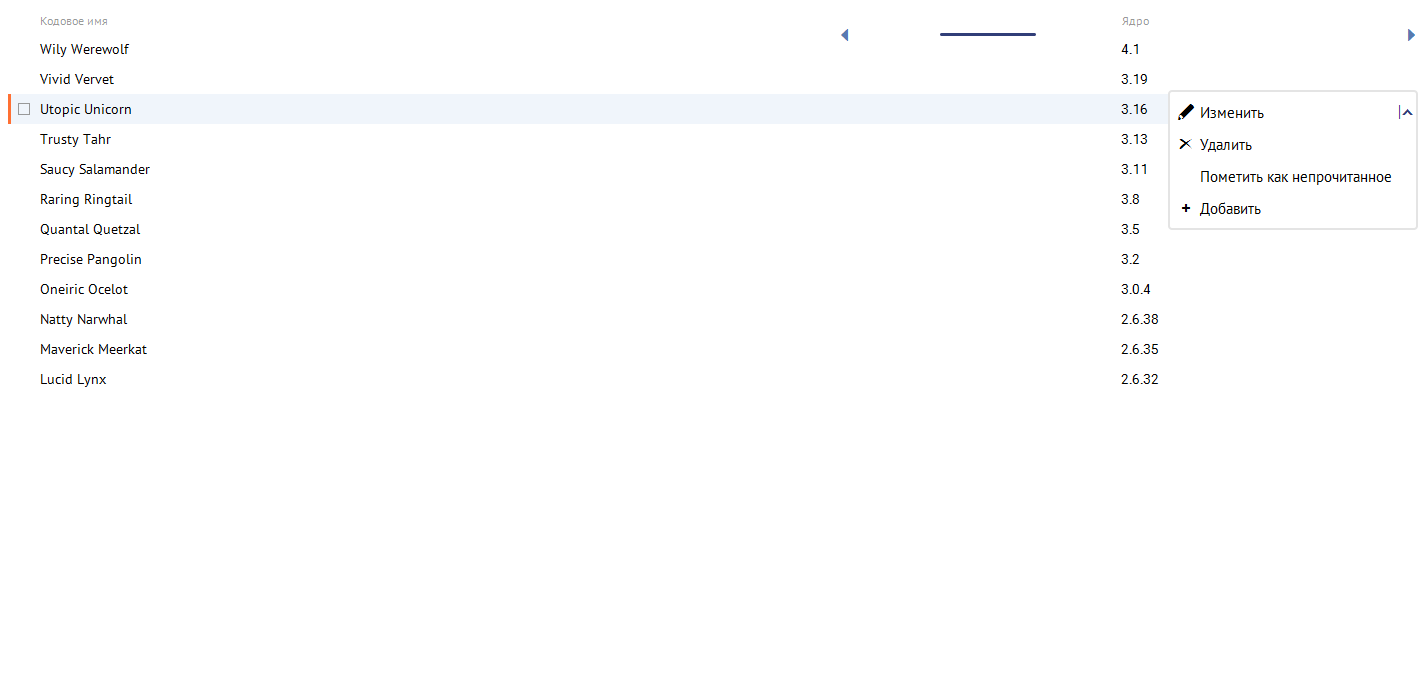 Кодовое имя Ядро
Wily Werewolf 4.1
Vivid Vervet 3.19
Utopic Unicorn 3.16
Trusty Tahr 3.13
Saucy Salamander 3.11
Raring Ringtail 3.8
Quantal Quetzal 3.5
Precise Pangolin 3.2
Oneiric Ocelot 3.0.4
Natty Narwhal 2.6.38
Maverick Meerkat 2.6.35
Lucid Lynx 2.6.32
Изменить
Удалить
Пометить как непрочитанное
Добавить